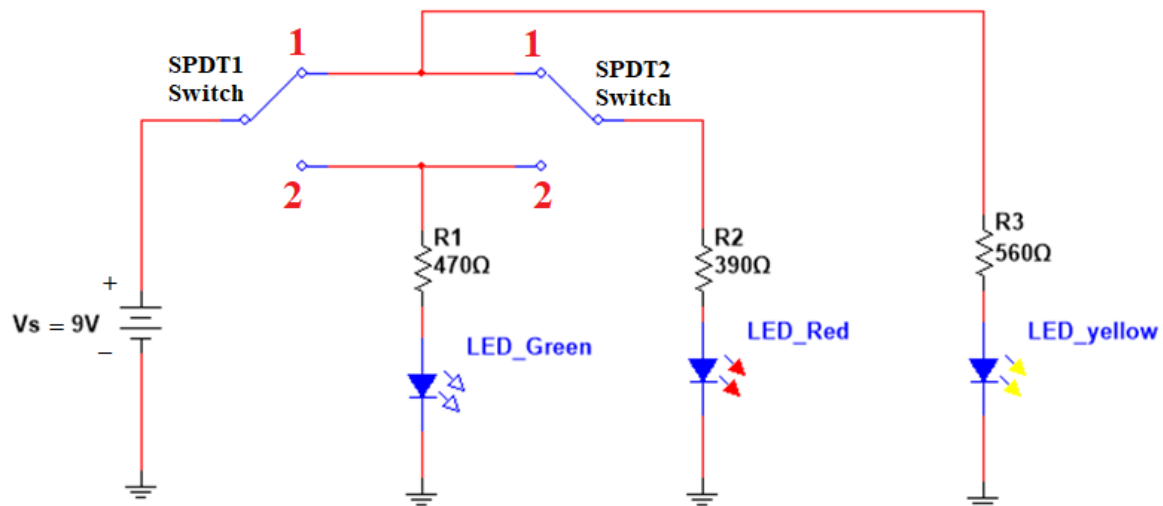 1
1
SPDT1
Switch
SPDT2
Switch
2
2
R1
470Ω
R2
390Ω
R3
560Ω
+
Vs = 9V
−
LED_Green
LED_Red
LED_yellow